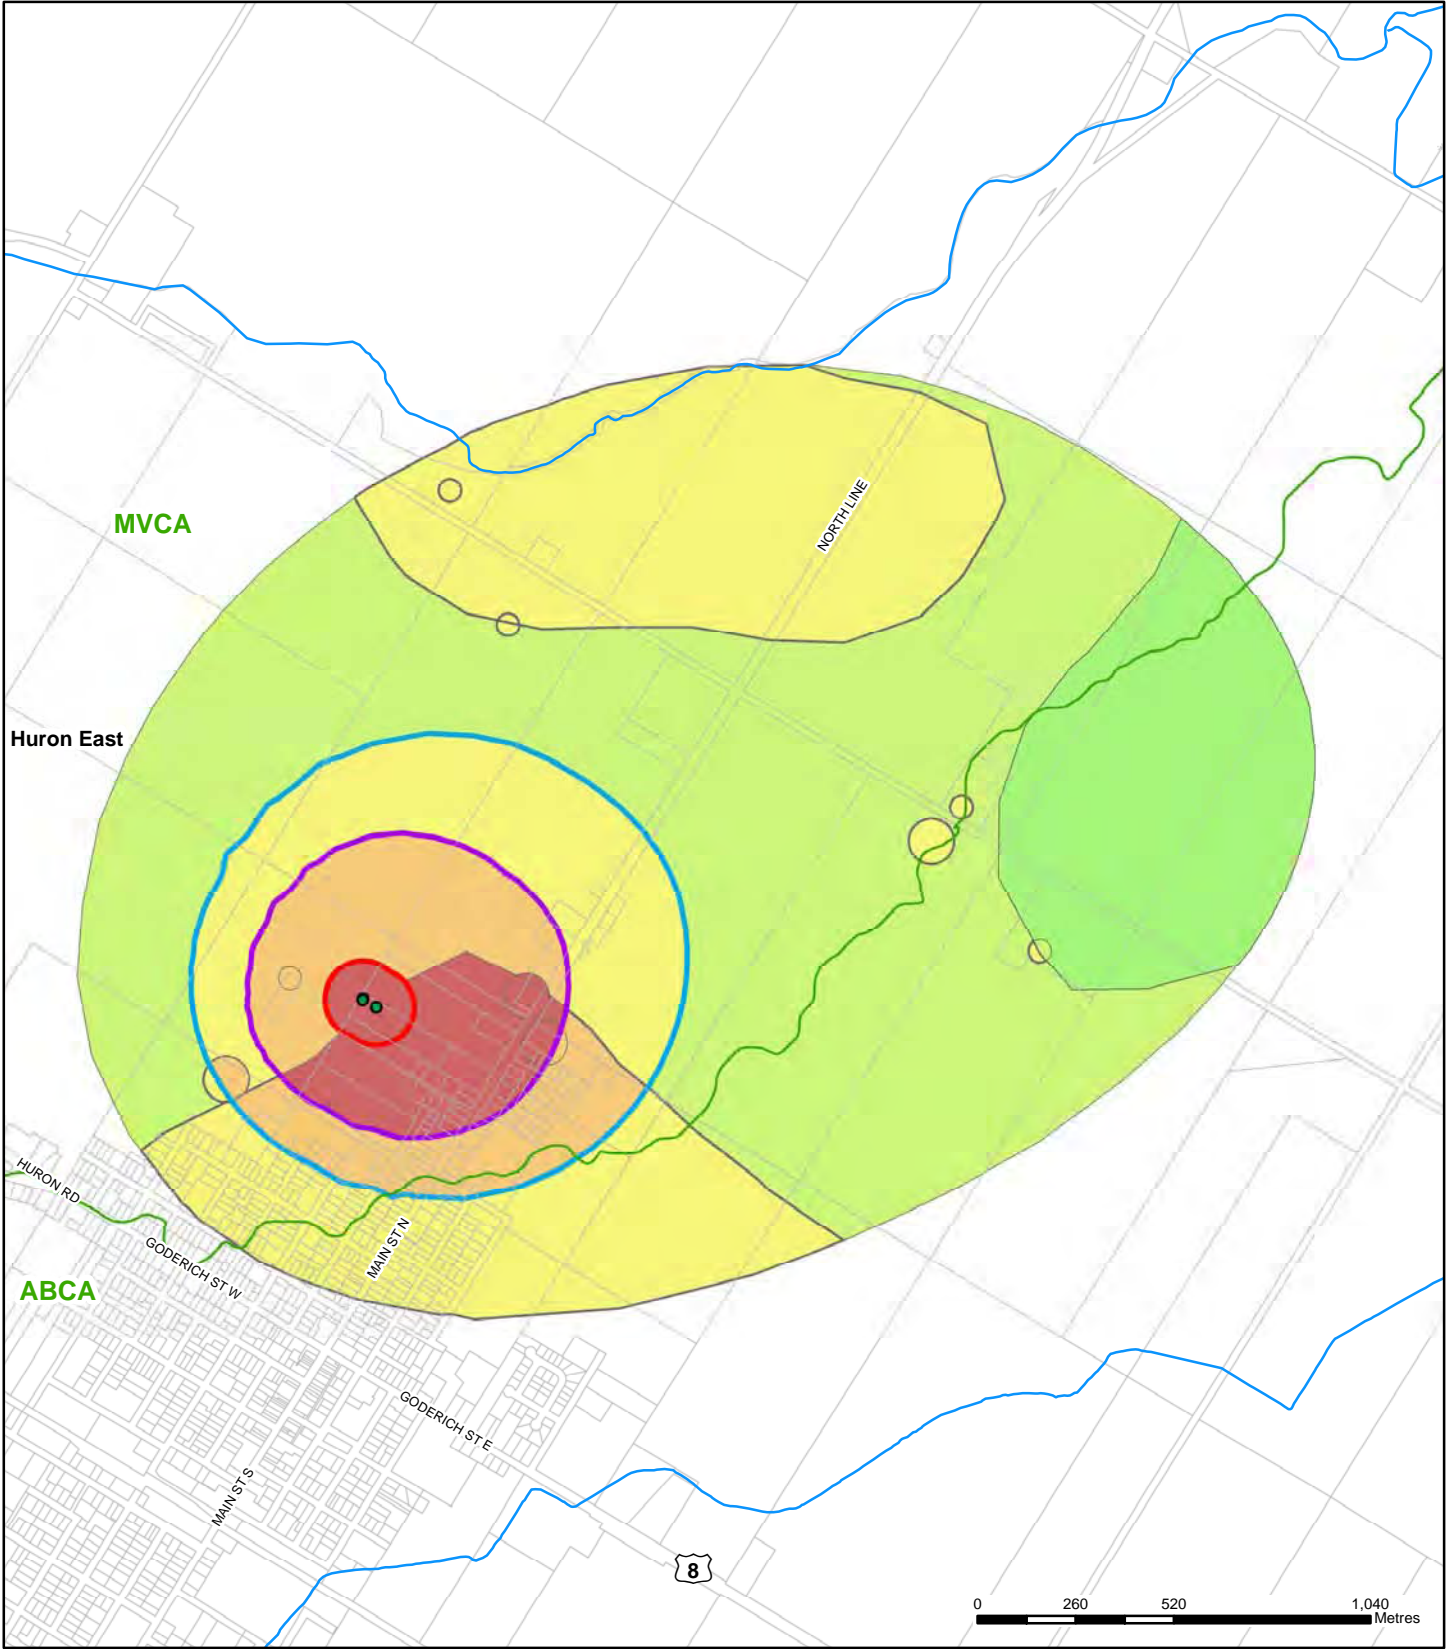 NORTH LINE
MVCA
Huron East
HURON RD
GODERICH ST W
MAIN ST N
ABCA
GODERICH ST E
MAIN ST S
8
0 260 520 1,040
Metres